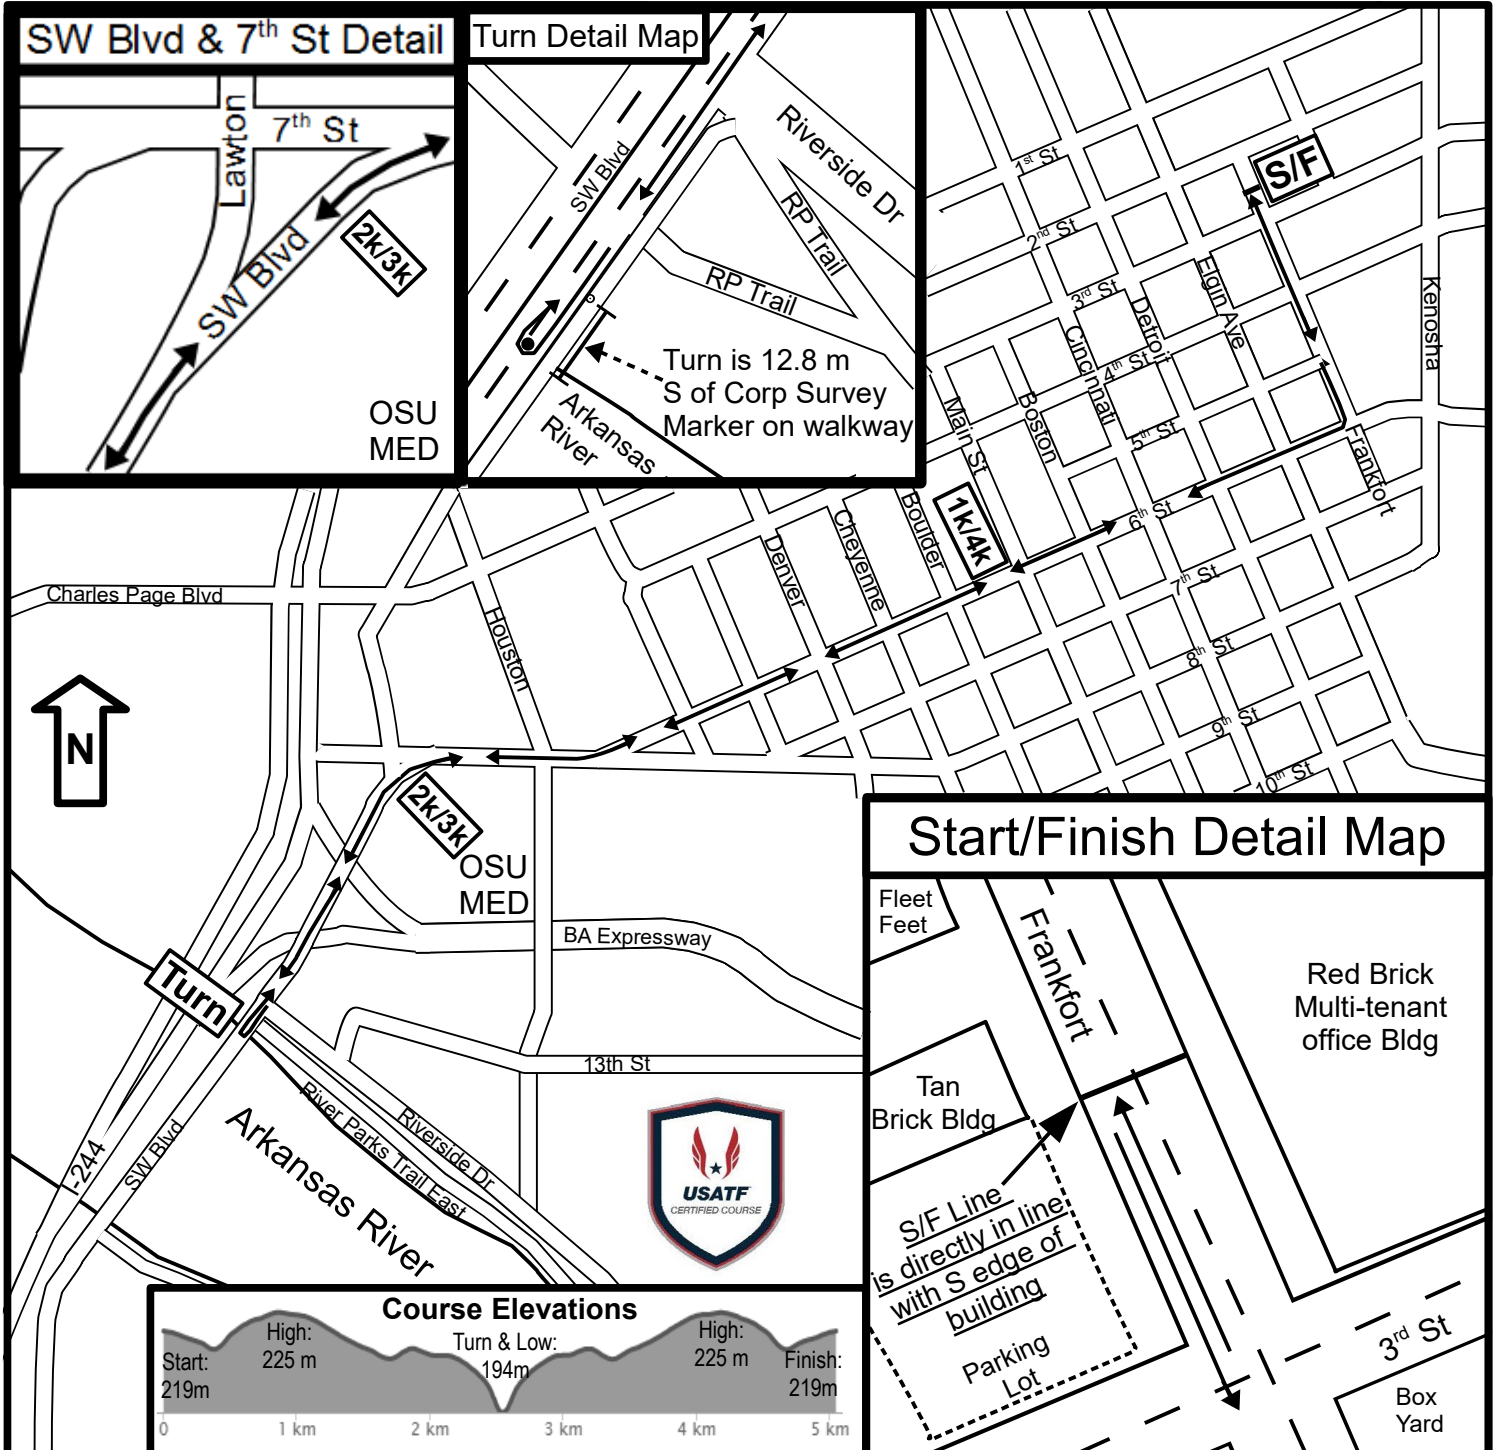 SW Blvd & 7th St Detail
Lawton
7th St
2k/3k
SW Blvd
OSU
MED
Turn Detail Map
SW Blvd
Riverside Dr
RP Trail
RP Trail
Turn is 12.8 m
S of Corp Survey
Marker on walkway
Arkansas
River
1st St
S/F
2nd St
3rd St
Elgin Ave
Kenosha
Detroit
Cincinnati
4th St
Main St
Boston
5th St
Frankfort
1k/4k
6th St
Boulder
Cheyenne
Denver
7th St
8th St
9th St
10th St
Charles Page Blvd
Houston
N
2k/3k
OSU
MED
BA Expressway
Turn
13th St
River Parks Trail East
Riverside Dr
Arkansas River
I-244
SW Blvd
USATF
CERTIFIED COURSE
Start/Finish Detail Map
Fleet
Feet
Frankfort
Red Brick
Multi-tenant
office Bldg
Tan
Brick Bldg
S/F Line
is directly in line
with S edge of
building
Parking
Lot
3rd St
Box
Yard
Course Elevations
Start:
219m
High:
225 m
Turn & Low:
194m
High:
225 m
Finish:
219m
0
1 km
2 km
3 km
4 km
5 km